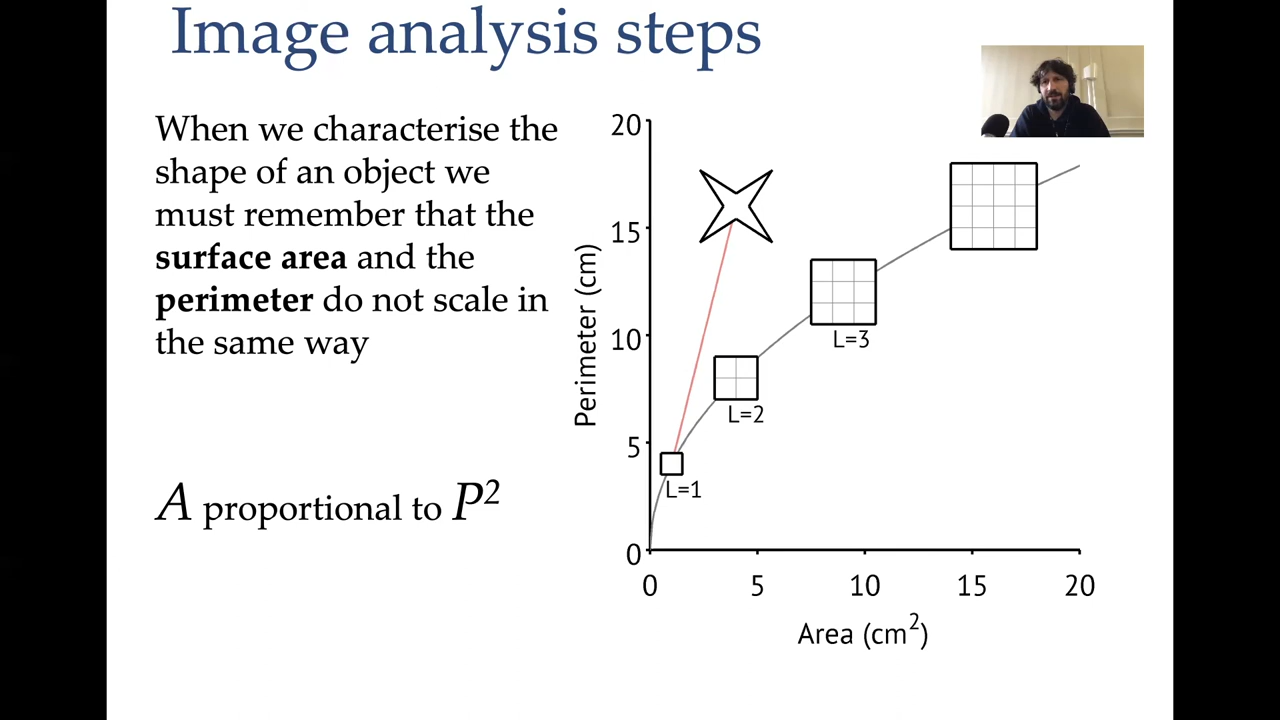 Image analysis steps
When we characterise the
shape of an object we
must remember that the
surface area and the
perimeter do not scale in
the same way
A proportional to P²
20
15
10
5
0
Perimeter (cm)
L=1
L=2
L=3
0 5 10 15 20
Area (cm²)